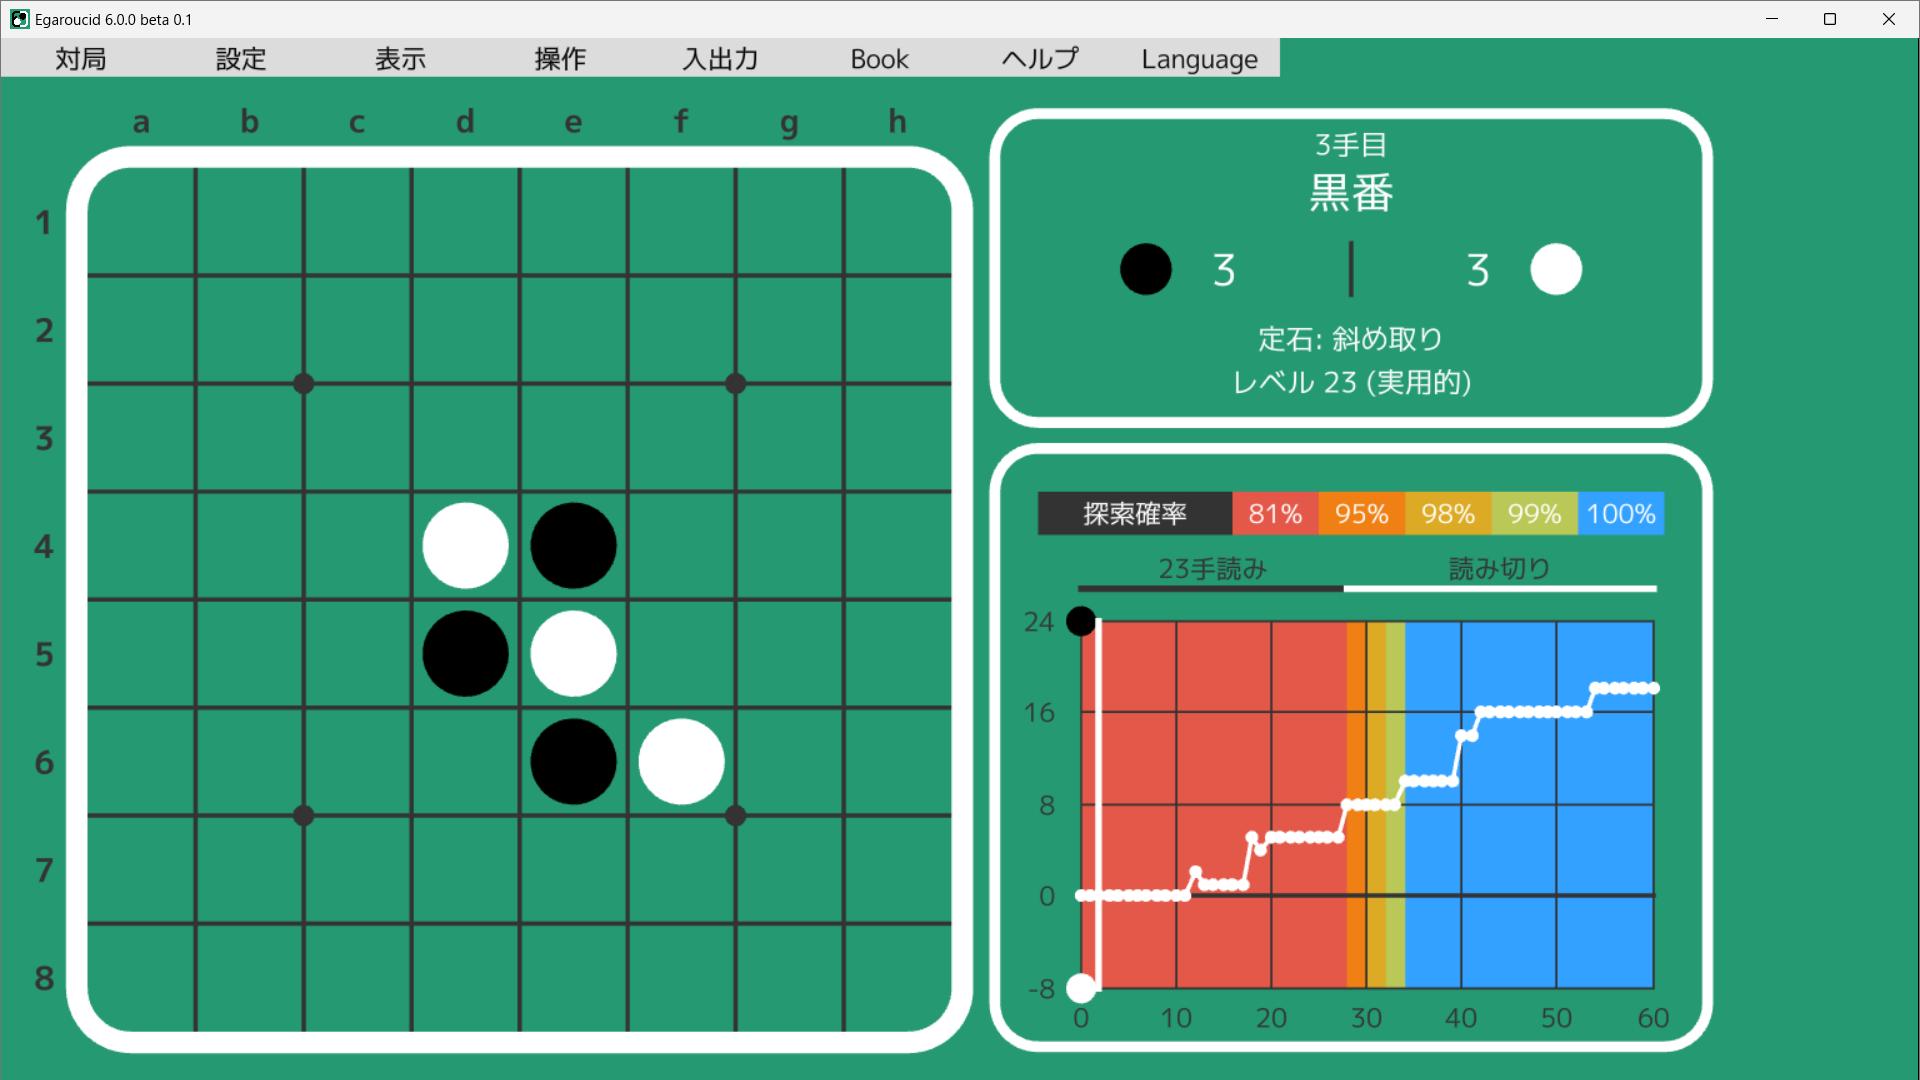 Egaroucid 6.0.0 beta 0.1
対局 設定 表示 操作 入出力 Book ヘルプ Language
a b c d e f g h
1
2
3
4
5
6
7
8
3手目
黒番
3 3
定石: 斜め取り
レベル 23 (実用的)
探索確率 81% 95% 98% 99% 100%
23手読み 読み切り
24
16
8
0
-8
0 10 20 30 40 50 60